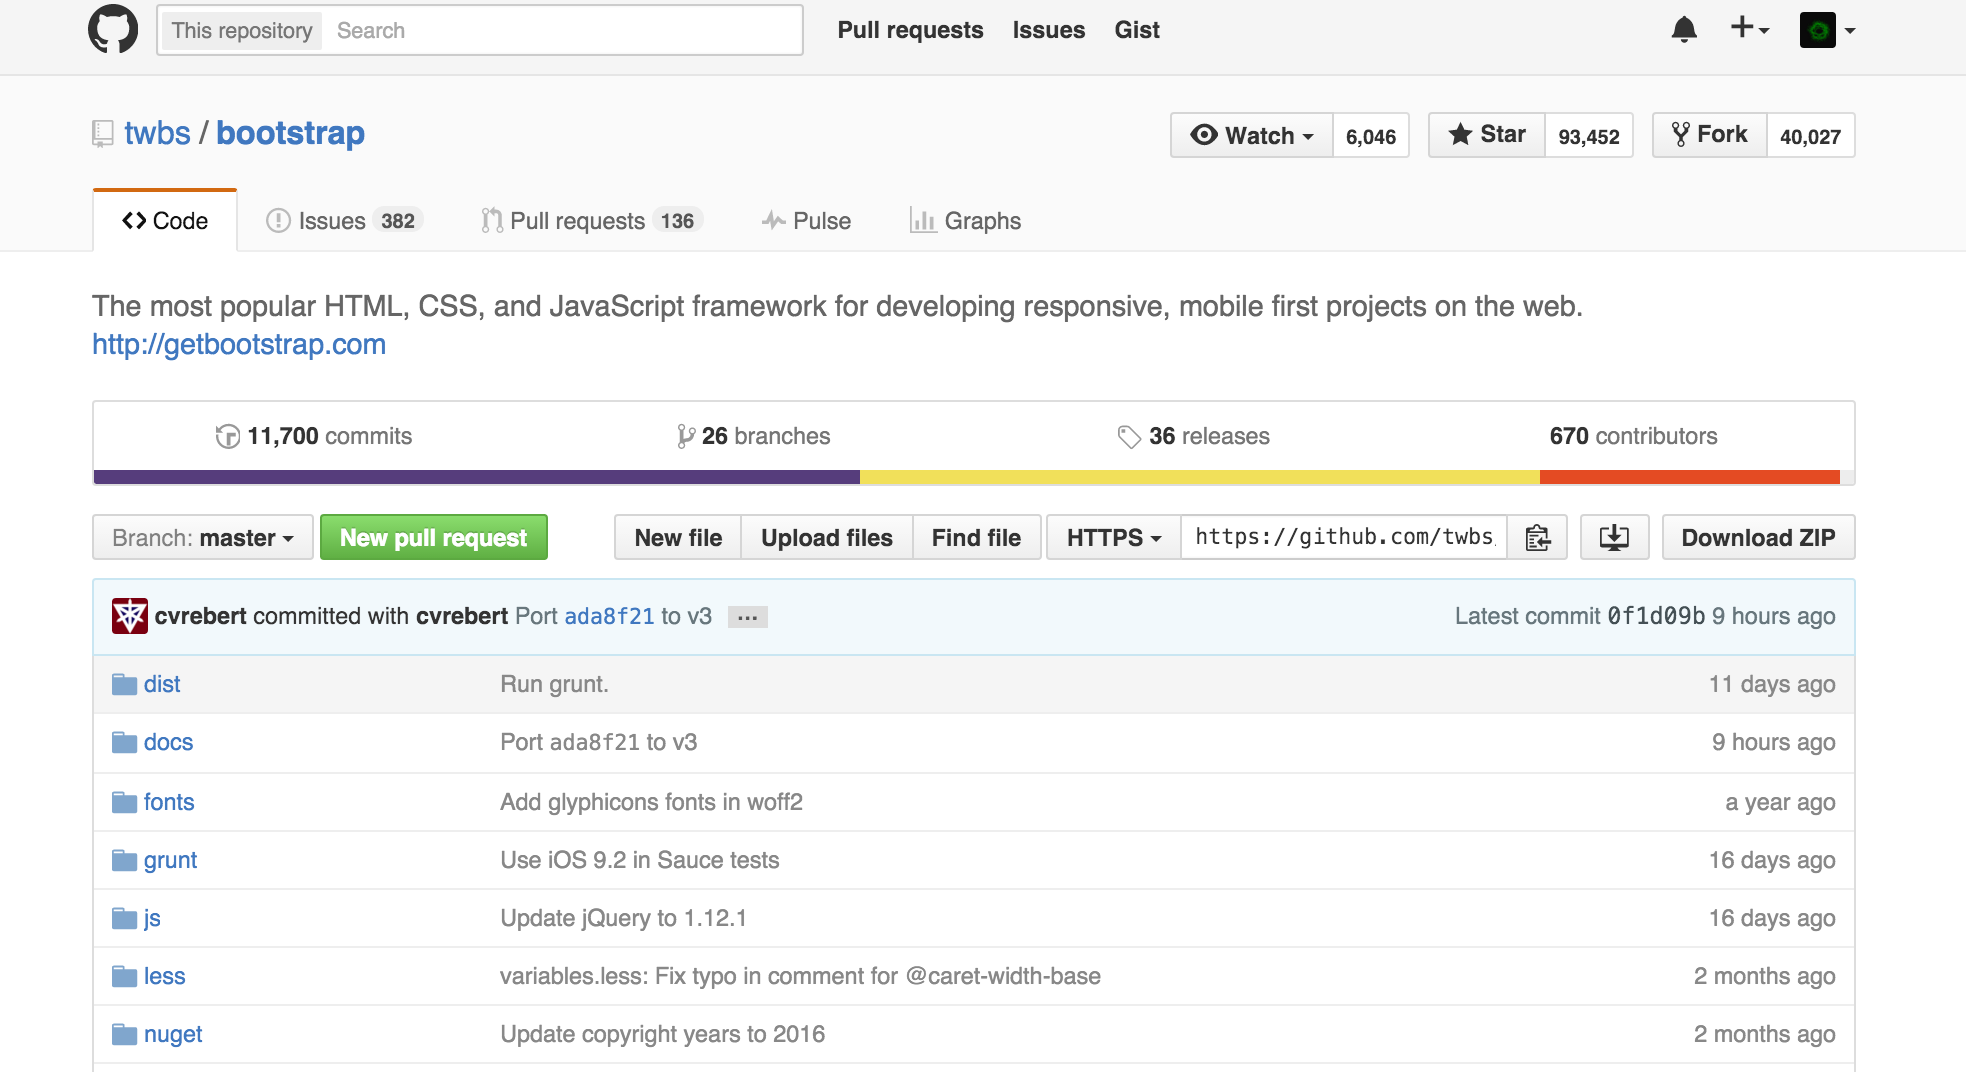 This repository Search Pull requests Issues Gist
twbs / bootstrap Watch 6,046 Star 93,452 Fork 40,027
Code Issues 382 Pull requests 136 Pulse Graphs
The most popular HTML, CSS, and JavaScript framework for developing responsive, mobile first projects on the web.
http://getbootstrap.com
11,700 commits 26 branches 36 releases 670 contributors
Branch: master New pull request New file Upload files Find file HTTPS https://github.com/twbs Download ZIP
cvrebert committed with cvrebert Port ada8f21 to v3 … Latest commit 0f1d09b 9 hours ago
dist Run grunt. 11 days ago
docs Port ada8f21 to v3 9 hours ago
fonts Add glyphicons fonts in woff2 a year ago
grunt Use iOS 9.2 in Sauce tests 16 days ago
js Update jQuery to 1.12.1 16 days ago
less variables.less: Fix typo in comment for @caret-width-base 2 months ago
nuget Update copyright years to 2016 2 months ago